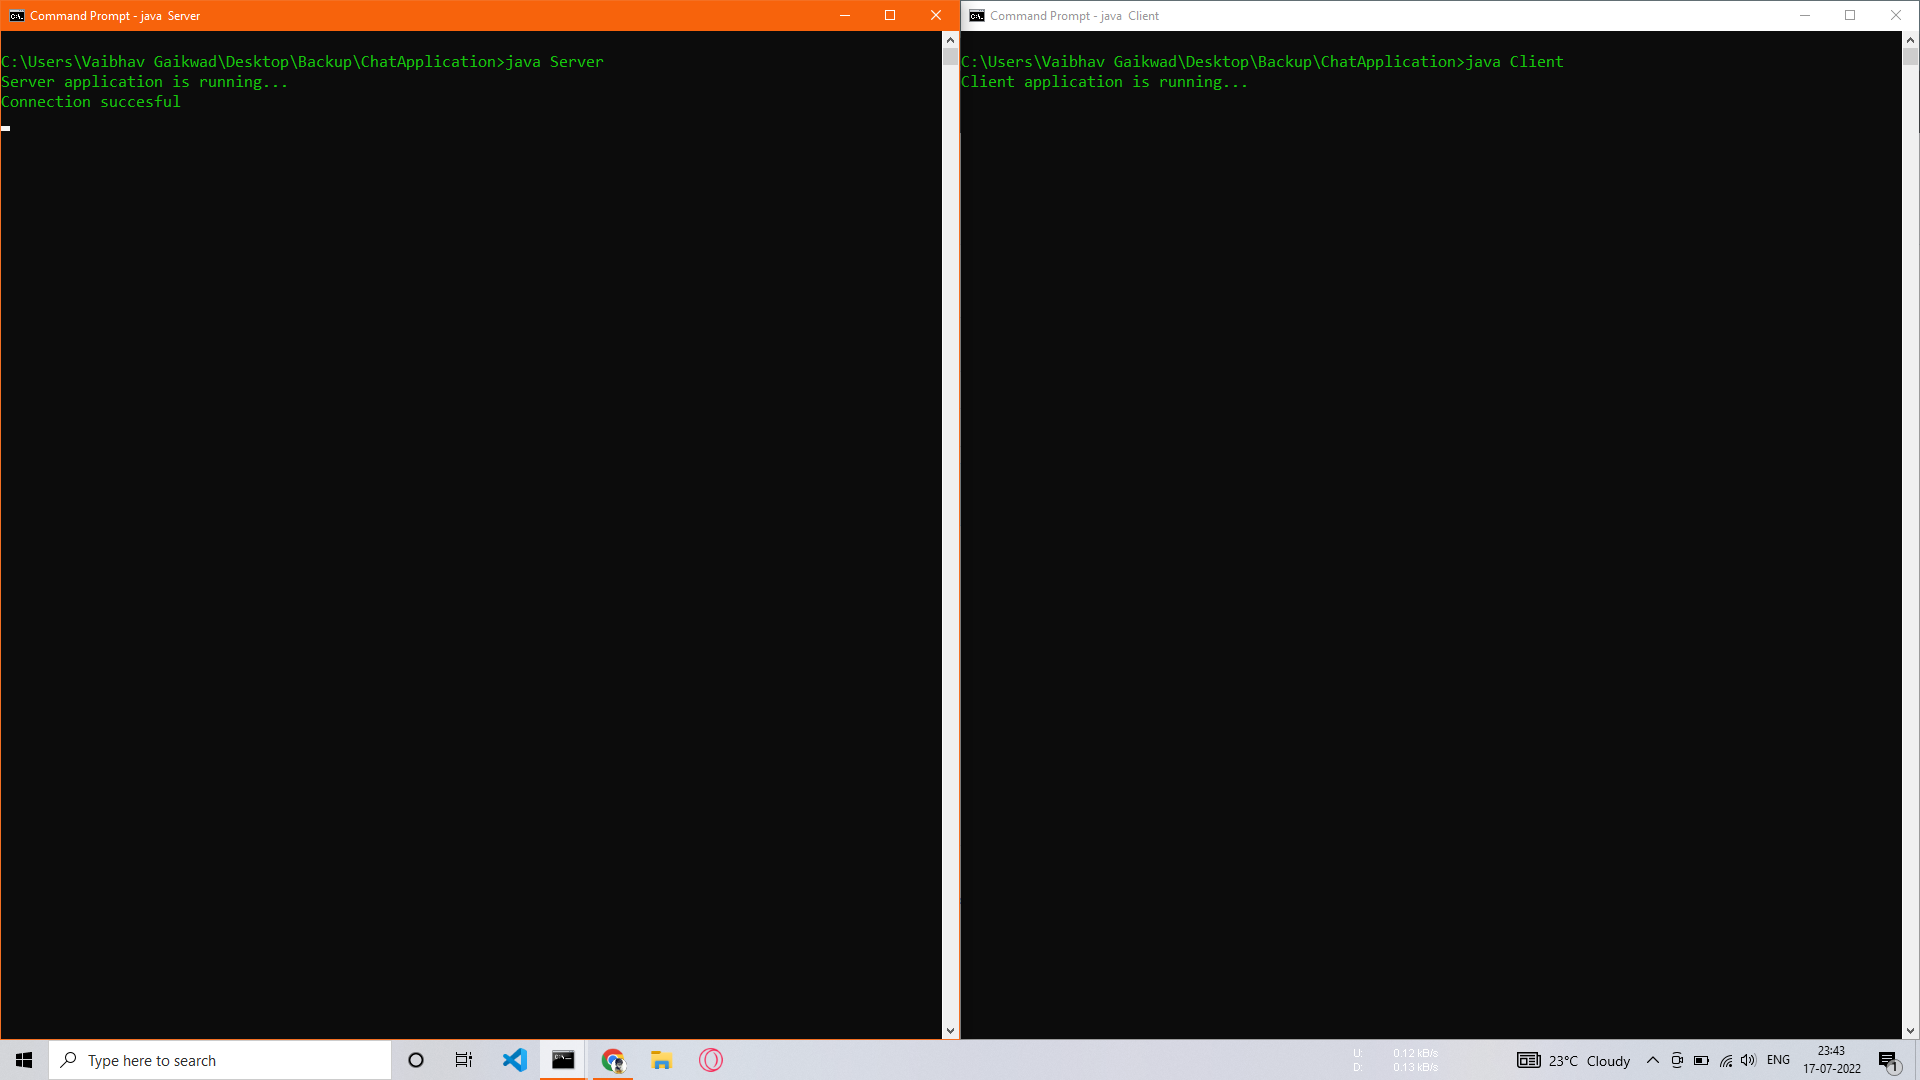 Command Prompt - java  Server
C:\Users\Vaibhav Gaikwad\Desktop\Backup\ChatApplication>java Server
Server application is running...
Connection succesful
Command Prompt - java  Client
C:\Users\Vaibhav Gaikwad\Desktop\Backup\ChatApplication>java Client
Client application is running...
Type here to search
U: 0.12 kB/s
D: 0.13 kB/s
23°C Cloudy
ENG
23:43
17-07-2022
1